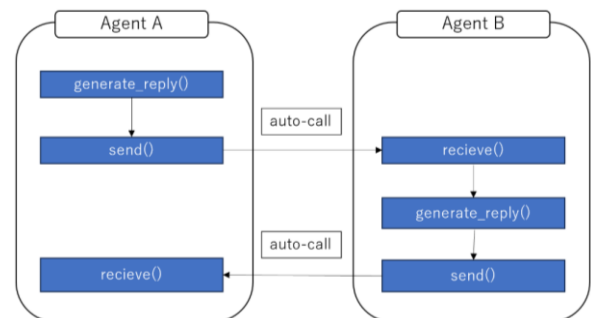 Agent A
Agent B
generate_reply()
auto-call
send()
recieve()
generate_reply()
auto-call
recieve()
send()